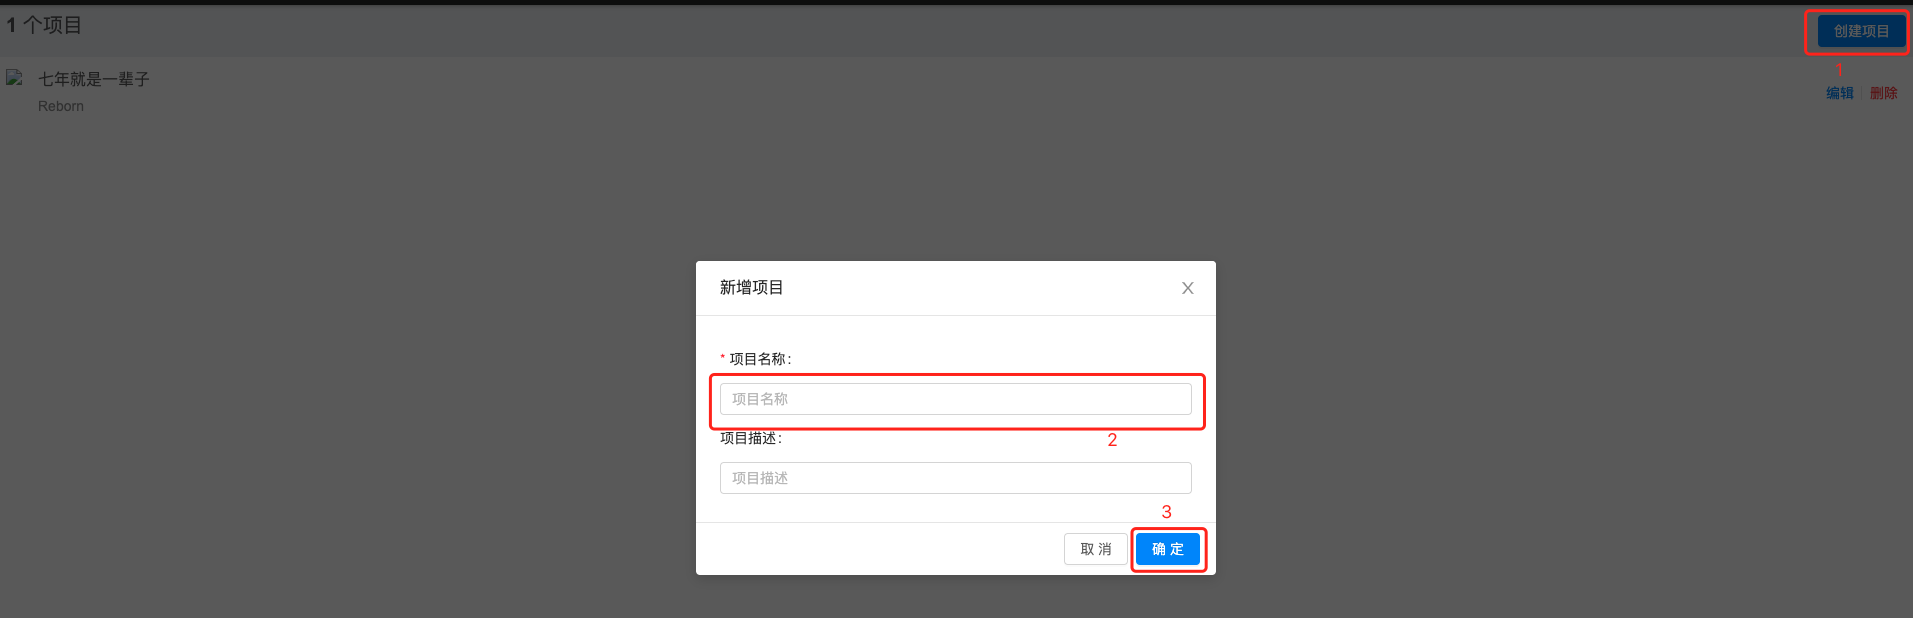 1 个项目
创建项目
1
七年就是一辈子
Reborn
编辑 | 删除
新增项目
X
* 项目名称:
项目名称
2
项目描述:
项目描述
3
取 消
确 定